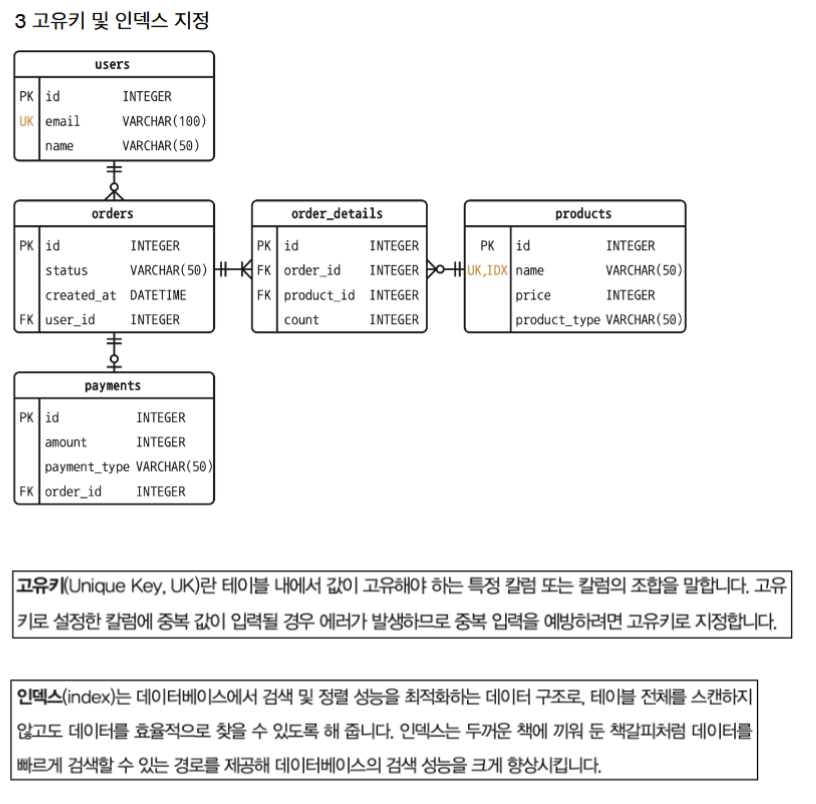 3 고유키 및 인덱스 지정
users
PK id INTEGER
UK email VARCHAR(100)
name VARCHAR(50)
orders
PK id INTEGER
status VARCHAR(50)
created_at DATETIME
FK user_id INTEGER
order_details
PK id INTEGER
FK order_id INTEGER
FK product_id INTEGER
count INTEGER
products
PK id INTEGER
UK,IDX name VARCHAR(50)
price INTEGER
product_type VARCHAR(50)
payments
PK id INTEGER
amount INTEGER
payment_type VARCHAR(50)
FK order_id INTEGER
고유키(Unique Key, UK)란 테이블 내에서 값이 고유해야 하는 특정 칼럼 또는 칼럼의 조합을 말합니다. 고유
키로 설정한 칼럼에 중복 값이 입력될 경우 에러가 발생하므로 중복 입력을 예방하려면 고유키로 지정합니다.
인덱스(index)는 데이터베이스에서 검색 및 정렬 성능을 최적화하는 데이터 구조로, 테이블 전체를 스캔하지
않고도 데이터를 효율적으로 찾을 수 있도록 해 줍니다. 인덱스는 두꺼운 책에 끼워 둔 책갈피처럼 데이터를
빠르게 검색할 수 있는 경로를 제공해 데이터베이스의 검색 성능을 크게 향상시킵니다.